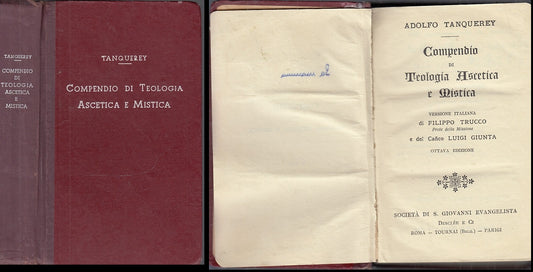 TANQUEREY
COMPENDIO DI
TEOLOGIA
ASCETICA
E
MISTICA
TANQUEREY
COMPENDIO DI TEOLOGIA
ASCETICA E MISTICA
ADOLFO TANQUEREY
Compendio
DI
Teologia Ascetica
e Mistica
VERSIONE ITALIANA
di FILIPPO TRUCCO
Prete della Missione
e del Can.co LUIGI GIUNTA
OTTAVA EDIZIONE
SOCIETÀ DI S. GIOVANNI EVANGELISTA
DESCLÉE E Ci
ROMA — TOURNAI (BELG.) — PARIGI